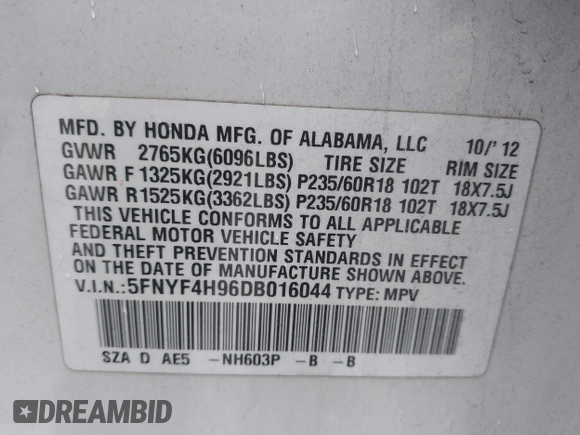 MFD. BY HONDA MFG. OF ALABAMA, LLC 10/'12
GVWR 2765KG(6096LBS) TIRE SIZE RIM SIZE
GAWR F 1325KG(2921LBS) P235/60R18 102T 18X7.5J
GAWR R1525KG(3362LBS) P235/60R18 102T 18X7.5J
THIS VEHICLE CONFORMS TO ALL APPLICABLE
FEDERAL MOTOR VEHICLE SAFETY
AND THEFT PREVENTION STANDARDS IN EFFECT
ON THE DATE OF MANUFACTURE SHOWN ABOVE.
V.I.N.:5FNYF4H96DB016044 TYPE: MPV
SZA D AE5 -NH603P -B -B
DREAMBID